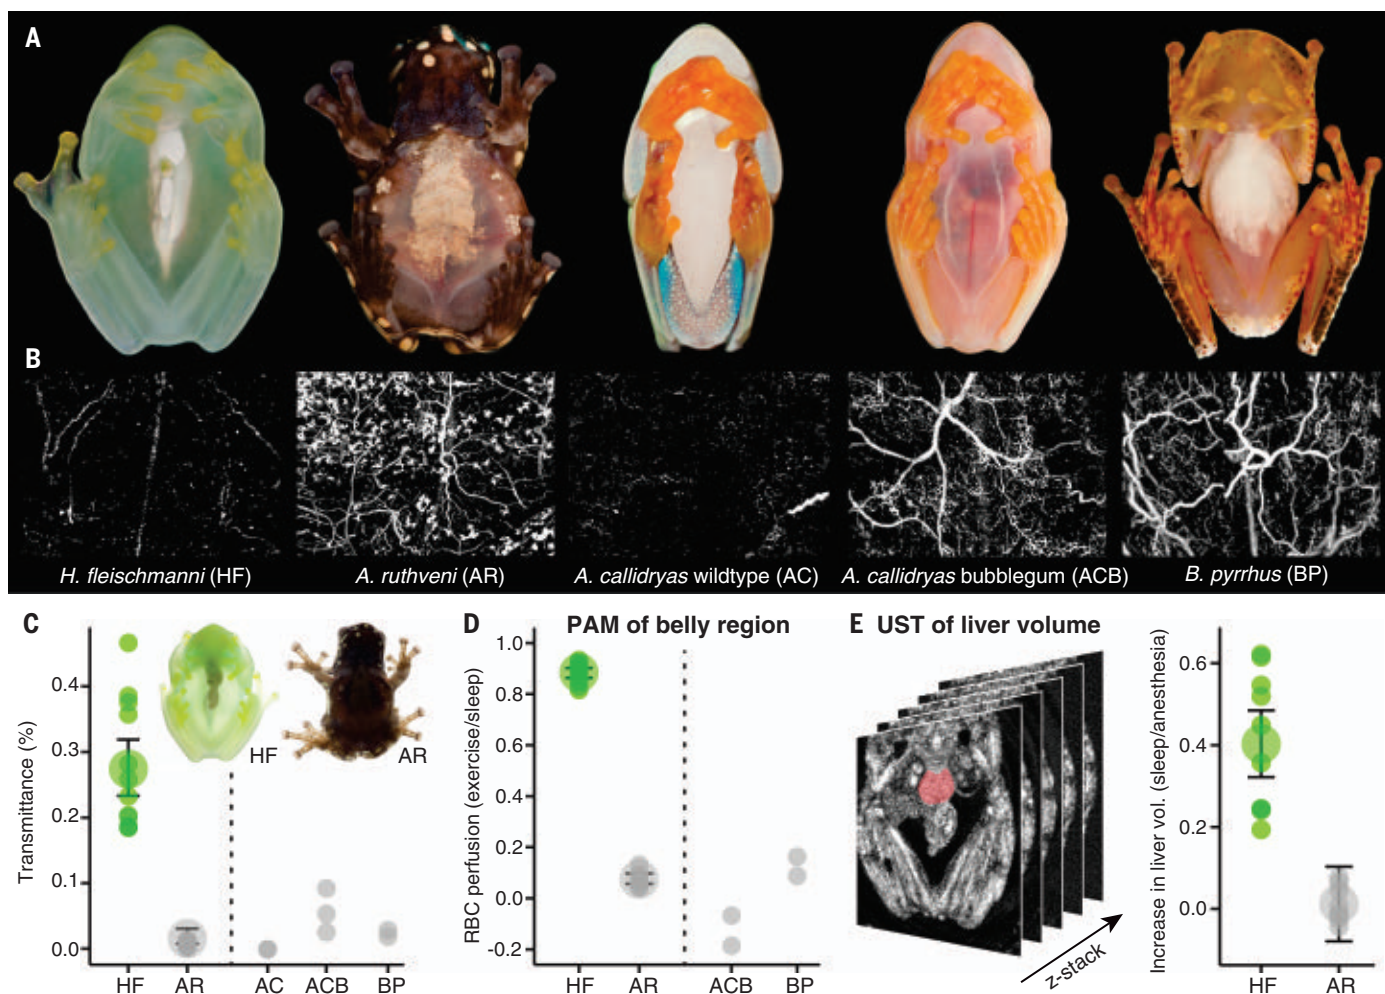 A
B
H. fleischmanni (HF)
A. ruthveni (AR)
A. callidryas wildtype (AC)
A. callidryas bubblegum (ACB)
B. pyrrhus (BP)
C
Transmittance (%)
0.4
0.3
0.2
0.1
0.0
HF
AR
HF
AR
AC
ACB
BP
D
PAM of belly region
RBC perfusion (exercise/sleep)
1.0
0.8
0.6
0.4
0.2
0.0
-0.2
HF
AR
ACB
BP
E
UST of liver volume
z-stack
Increase in liver vol. (sleep/anesthesia)
0.6
0.4
0.2
0.0
HF
AR